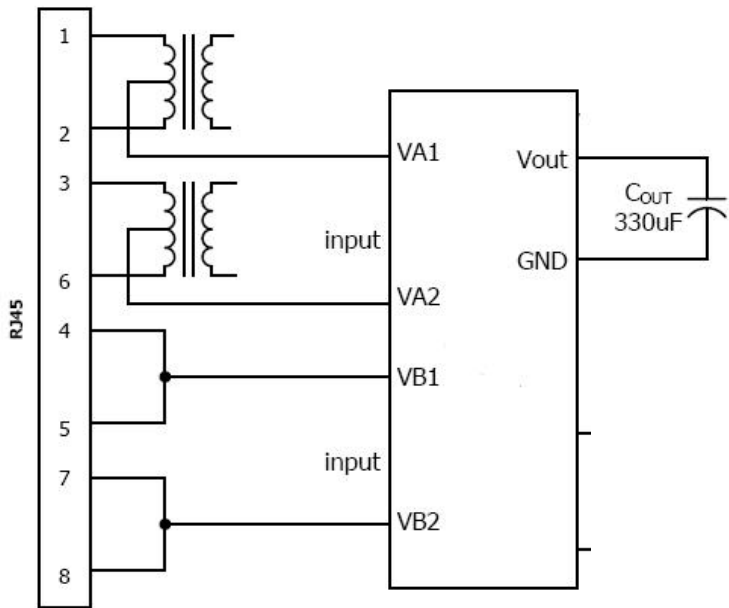 RJ45
1
2
3
6
4
5
7
8
VA1
input
VA2
VB1
input
VB2
Vout
GND
COUT
330uF